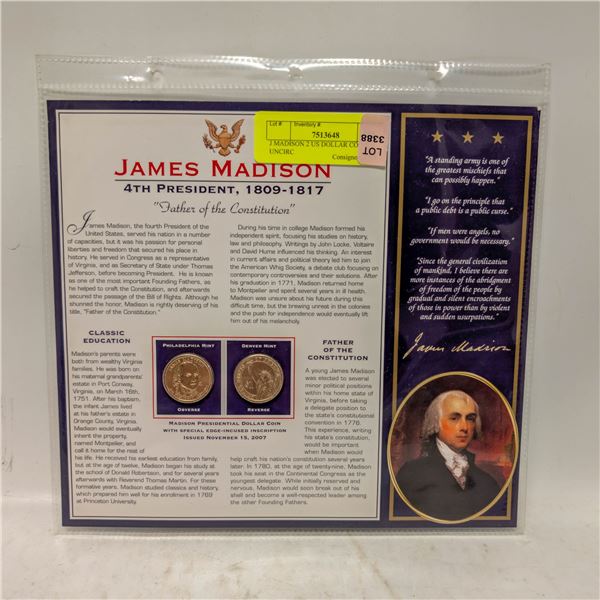 Lot #
Inventory #
7513648
J MADISON 2 US DOLLAR CO
UNCIRC
Consigno
LOT
3388
JAMES MADISON
4TH PRESIDENT, 1809-1817
"Father of the Constitution"
James Madison, the fourth President of the
United States, served his nation in a number
of capacities, but it was his passion for personal
liberties and freedom that secured his place in
history. He served in Congress as a representative
of Virginia, and as Secretary of State under Thomas
Jefferson, before becoming President. He is known
as one of the most important Founding Fathers, as
he helped to craft the Constitution, and afterwards
secured the passage of the Bill of Rights. Although he
shunned the honor, Madison is rightly deserving of his
title, "Father of the Constitution."
During his time in college Madison formed his
independent spirit, focusing his studies on history,
law and philosophy. Writings by John Locke, Voltaire
and David Hume influenced his thinking. An interest
in current affairs and political theory led him to join
the American Whig Society, a debate club focusing on
contemporary controversies and their solutions. After
his graduation in 1771, Madison returned home
to Montpelier and spent several years in ill health.
Madison was unsure about his future during this
difficult time, but the brewing unrest in the colonies
and the push for independence would eventually lift
him out of his melancholy.
CLASSIC
EDUCATION
Madison's parents were
both from wealthy Virginia
families. He was born on
his maternal grandparents'
estate in Port Conway,
Virginia, on March 16th,
1751. After his baptism,
the infant James lived
at his father's estate in
Orange County, Virginia.
Madison would eventually
inherit the property,
named Montpelier, and
call it home for the rest of
his life. He received his earliest education from family,
but at the age of twelve, Madison began his study at
the school of Donald Robertson, and for several years
afterwards with Reverend Thomas Martin. For these
formative years, Madison studied classics and history,
which prepared him well for his enrollment in 1769
at Princeton University.
PHILADELPHIA MINT
DENVER MINT
OBVERSE
REVERSE
MADISON PRESIDENTIAL DOLLAR COIN
WITH SPECIAL EDGE-INCUSED INSCRIPTION
ISSUED NOVEMBER 15, 2007
FATHER
OF THE
CONSTITUTION
A young James Madison
was elected to several
minor political positions
within his home state of
Virginia, before taking
a delegate position to
the state's constitutional
convention in 1776.
This experience, writing
his state's constitution,
would be important,
when Madison would
help craft his nation's constitution several years
later. In 1780, at the age of twenty-nine, Madison
took his seat in the Continental Congress as the
youngest delegate. While initially reserved and
nervous, Madison would soon break out of his
shell and become a well-respected leader among
the other Founding Fathers.
"A standing army is one of
the greatest mischiefs that
can possibly happen."
"I go on the principle that
a public debt is a public curse."
"If men were angels, no
government would be necessary."
"Since the general civilization
of mankind, I believe there are
more instances of the abridgment
of freedom of the people by
gradual and silent encroachments
of those in power than by violent
and sudden usurpations."
James Madison